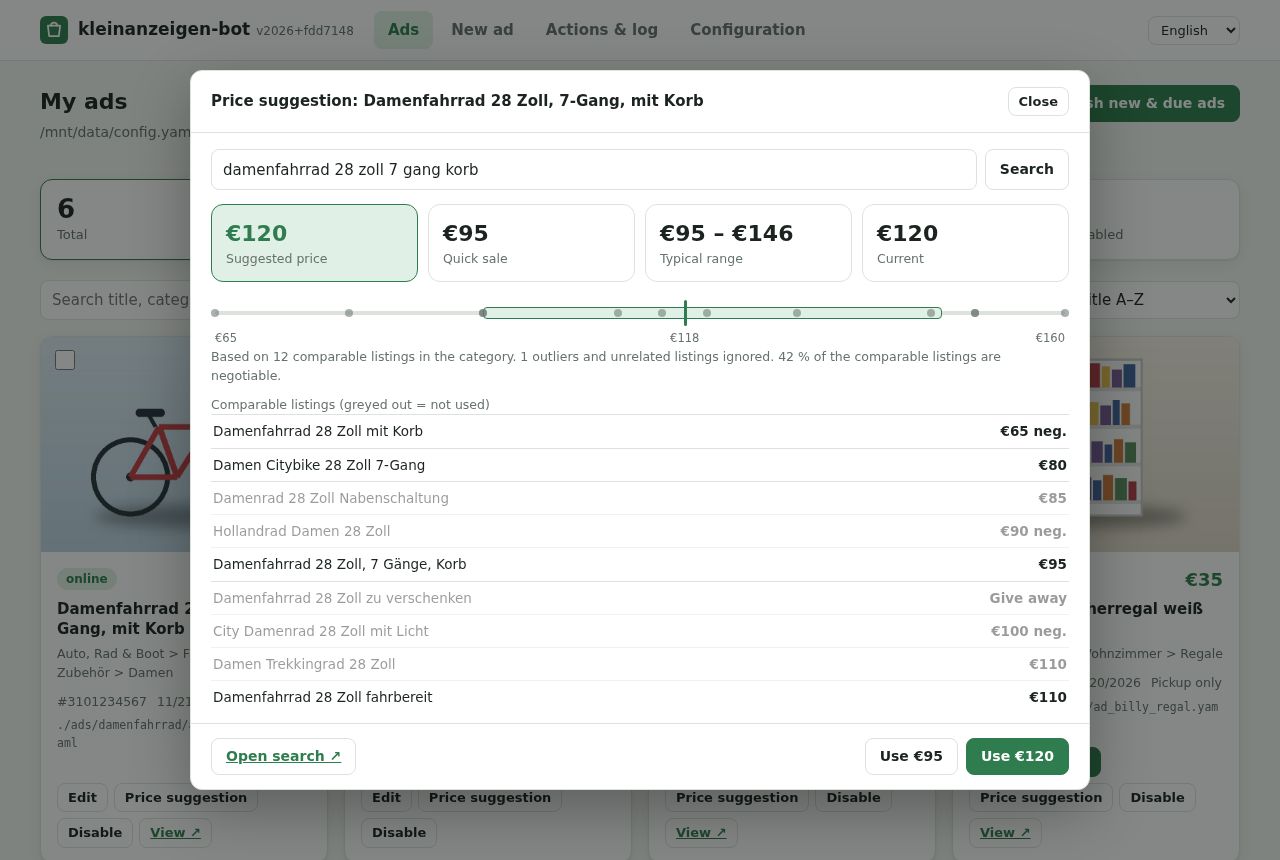 kleinanzeigen-bot v2026+fdd7148 Ads New ad Actions & log Configuration English
My ads
sh new & due ads
/mnt/data/config.yam
6
Total
abled
Search title, categ
itle A–Z
Price suggestion: Damenfahrrad 28 Zoll, 7-Gang, mit Korb
Close
damenfahrrad 28 zoll 7 gang korb
Search
€120
Suggested price
€95
Quick sale
€95 – €146
Typical range
€120
Current
€65 €118 €160
Based on 12 comparable listings in the category. 1 outliers and unrelated listings ignored. 42 % of the comparable listings are
negotiable.
Comparable listings (greyed out = not used)
Damenfahrrad 28 Zoll mit Korb €65 neg.
Damen Citybike 28 Zoll 7-Gang €80
Damenrad 28 Zoll Nabenschaltung €85
Hollandrad Damen 28 Zoll €90 neg.
Damenfahrrad 28 Zoll, 7 Gänge, Korb €95
Damenfahrrad 28 Zoll zu verschenken Give away
City Damenrad 28 Zoll mit Licht €100 neg.
Damen Trekkingrad 28 Zoll €110
Damenfahrrad 28 Zoll fahrbereit €110
Open search ↗
Use €95
Use €120
online
Damenfahrrad 2
Gang, mit Korb
Auto, Rad & Boot > F
Zubehör > Damen
#3101234567 11/21
./ads/damenfahrrad/a
aml
Edit Price suggestion
Disable View ↗
Edit Price suggestion
Disable
Price suggestion Disable
View ↗
€35
herregal weiß
Wohnzimmer > Regale
20/2026 Pickup only
/ad_billy_regal.yam
Price suggestion Disable
View ↗